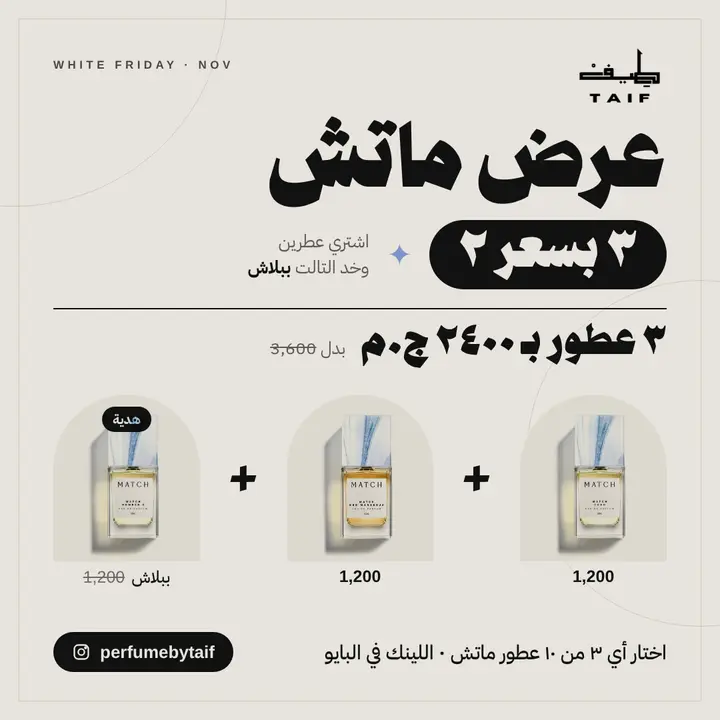 WHITE FRIDAY · NOV
طيف
TAIF
عرض ماتش
٣ بسعر ٢
اشتري عطرين
وخد التالت ببلاش
٣ عطور بـ ٢٤٠٠ ج.م
بدل 3,600
هدية
MATCH
MATCH
MATCH
1,200
1,200
ببلاش 1,200
اختار أي ٣ من ١٠ عطور ماتش · اللينك في البايو
perfumebytaif